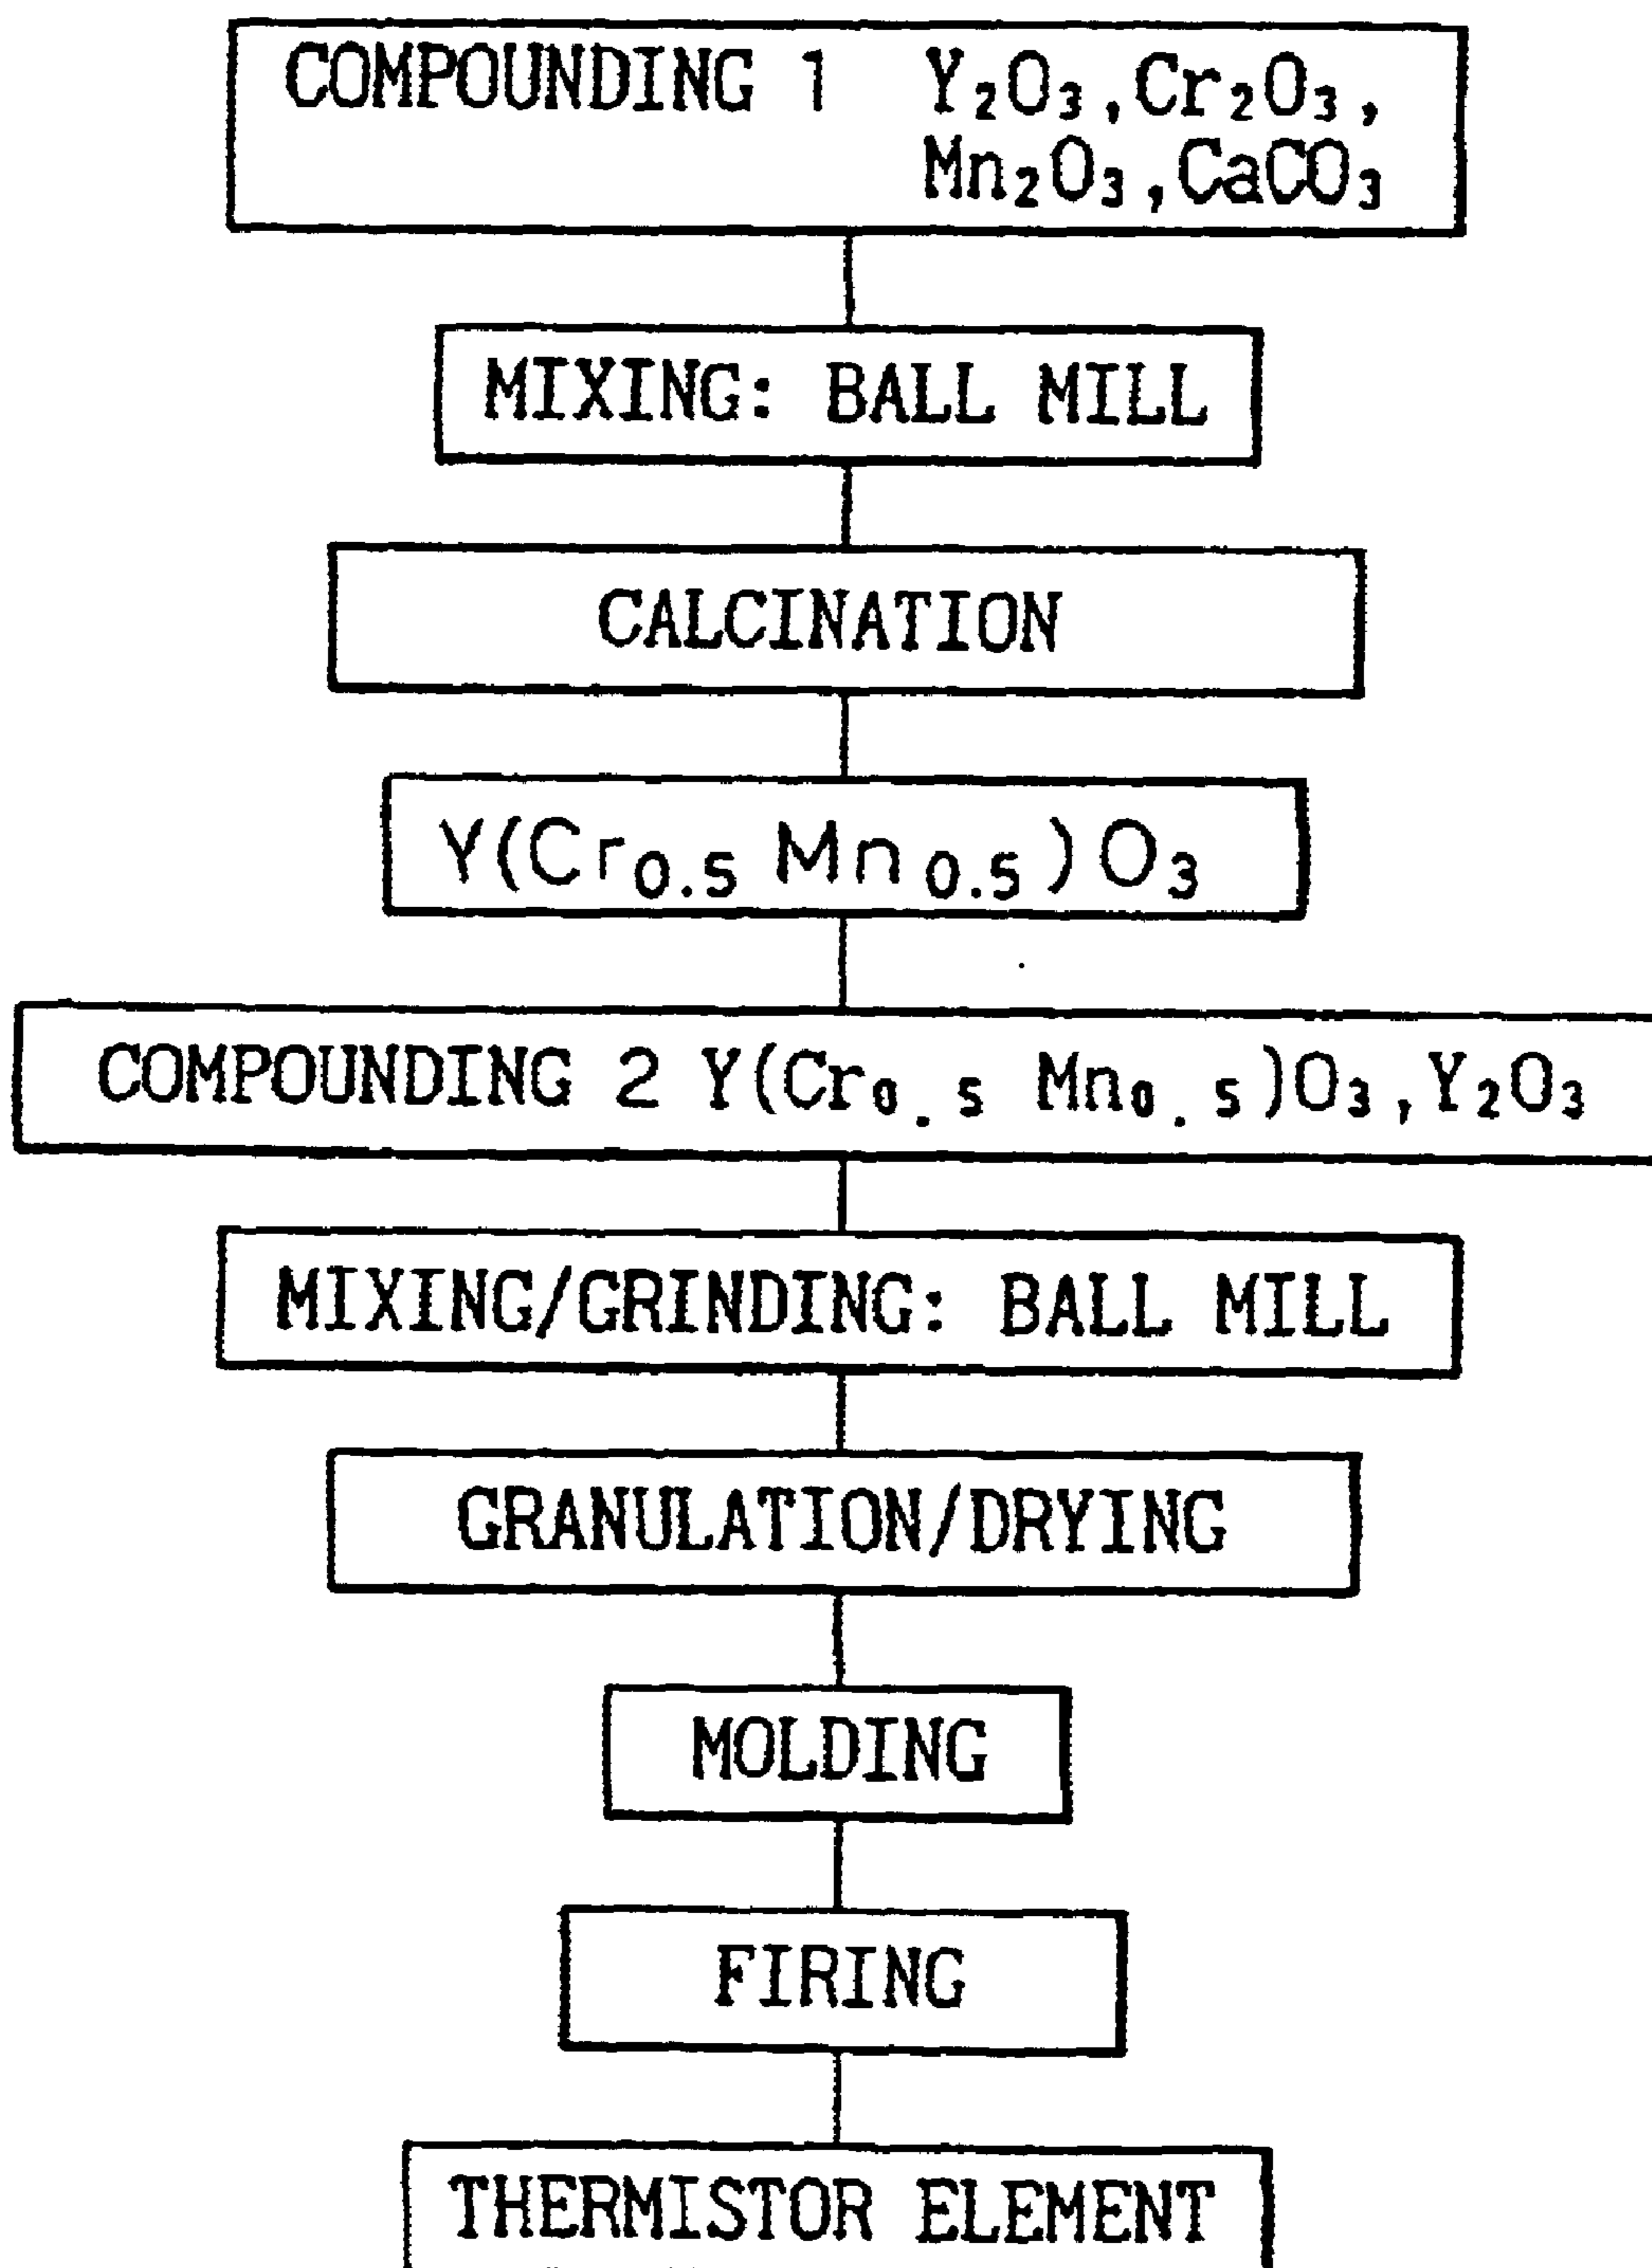 COMPOUNDING 1 Y₂O₃,Cr₂O₃,
Mn₂O₃,CaCO₃
MIXING: BALL MILL
CALCINATION
Y(Cr₀.₅ Mn₀.₅)O₃
COMPOUNDING 2 Y(Cr₀.₅ Mn₀.₅)O₃,Y₂O₃
MIXING/GRINDING: BALL MILL
GRANULATION/DRYING
MOLDING
FIRING
THERMISTOR ELEMENT